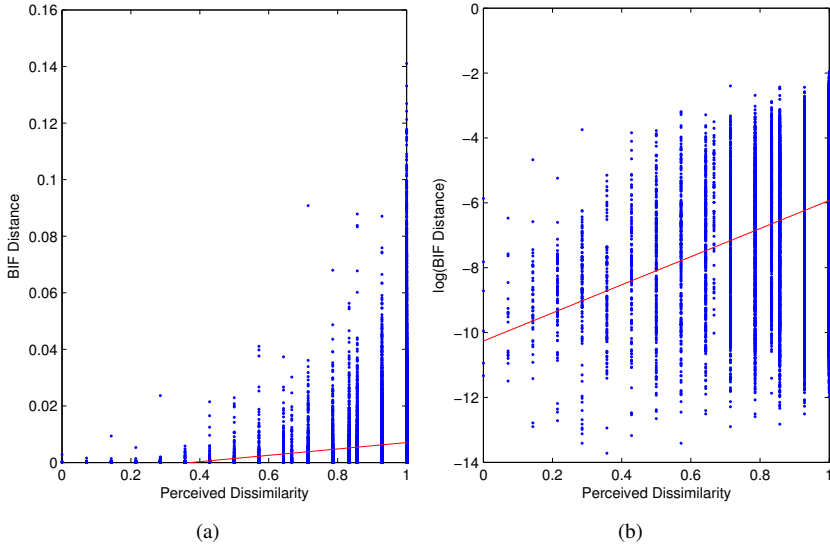 0.16
0.14
0.12
0.1
0.08
0.06
0.04
0.02
0
BIF Distance
0 0.2 0.4 0.6 0.8 1
Perceived Dissimilarity
(a)
0
−2
−4
−6
−8
−10
−12
−14
log(BIF Distance)
0 0.2 0.4 0.6 0.8 1
Perceived Dissimilarity
(b)